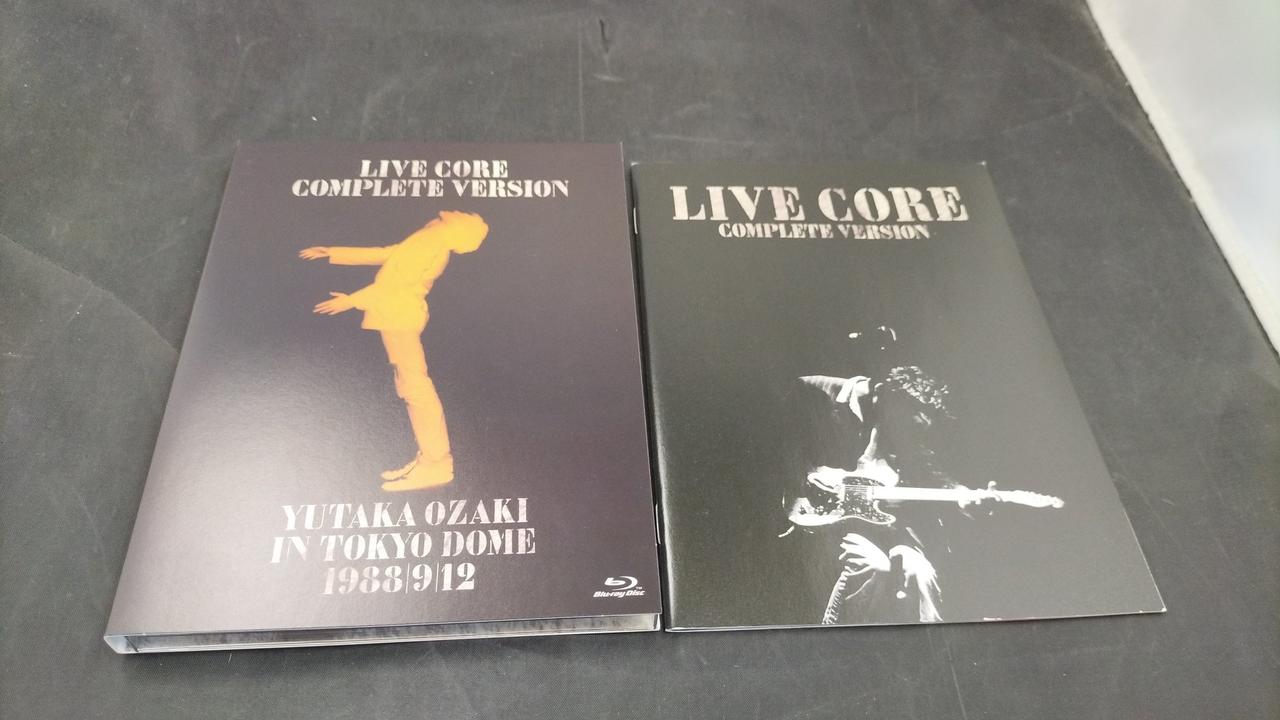 LIVE CORE
COMPLETE VERSION
YUTAKA OZAKI
IN TOKYO DOME
1988|9|12
Blu-ray Disc
LIVE CORE
COMPLETE VERSION